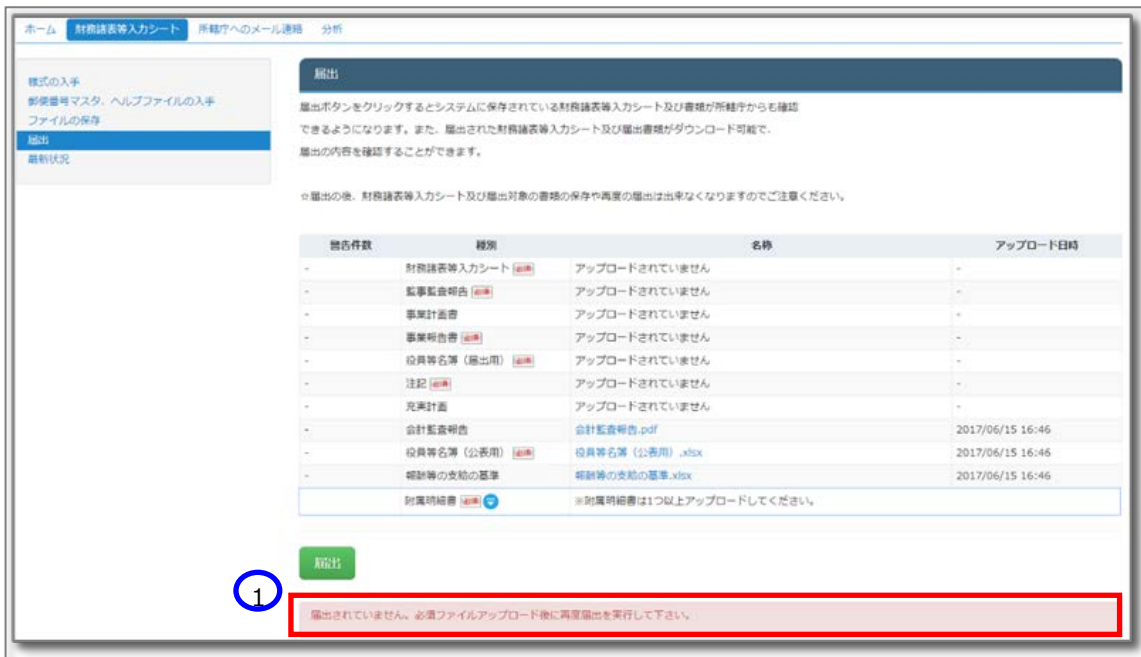 ホーム 財務諸表等入力シート 所轄庁へのメール連絡 分析
様式の入手
郵便番号マスタ、ヘルプファイルの入手
ファイルの保存
届出
最新状況
届出
届出ボタンをクリックするとシステムに保存されている財務諸表等入力シート及び書類が所轄庁からも確認
できるようになります。また、届出された財務諸表等入力シート及び届出書類がダウンロード可能で、
届出の内容を確認することができます。
☆届出の後、財務諸表等入力シート及び届出対象の書類の保存や再度の届出は出来なくなりますのでご注意ください。
警告件数 種別 名称 アップロード日時
- 財務諸表等入力シート 必須 アップロードされていません -
- 監事監査報告 必須 アップロードされていません -
- 事業計画書 アップロードされていません -
- 事業報告書 必須 アップロードされていません -
- 役員等名簿（届出用） 必須 アップロードされていません -
- 注記 必須 アップロードされていません -
- 充実計画 アップロードされていません -
- 会計監査報告 会計監査報告.pdf 2017/06/15 16:46
- 役員等名簿（公表用） 必須 役員等名簿（公表用）.xlsx 2017/06/15 16:46
- 報酬等の支給の基準 報酬等の支給の基準.xlsx 2017/06/15 16:46
附属明細書 必須 ※附属明細書は1つ以上アップロードしてください。
届出
1
届出されていません。必須ファイルアップロード後に再度届出を実行して下さい。